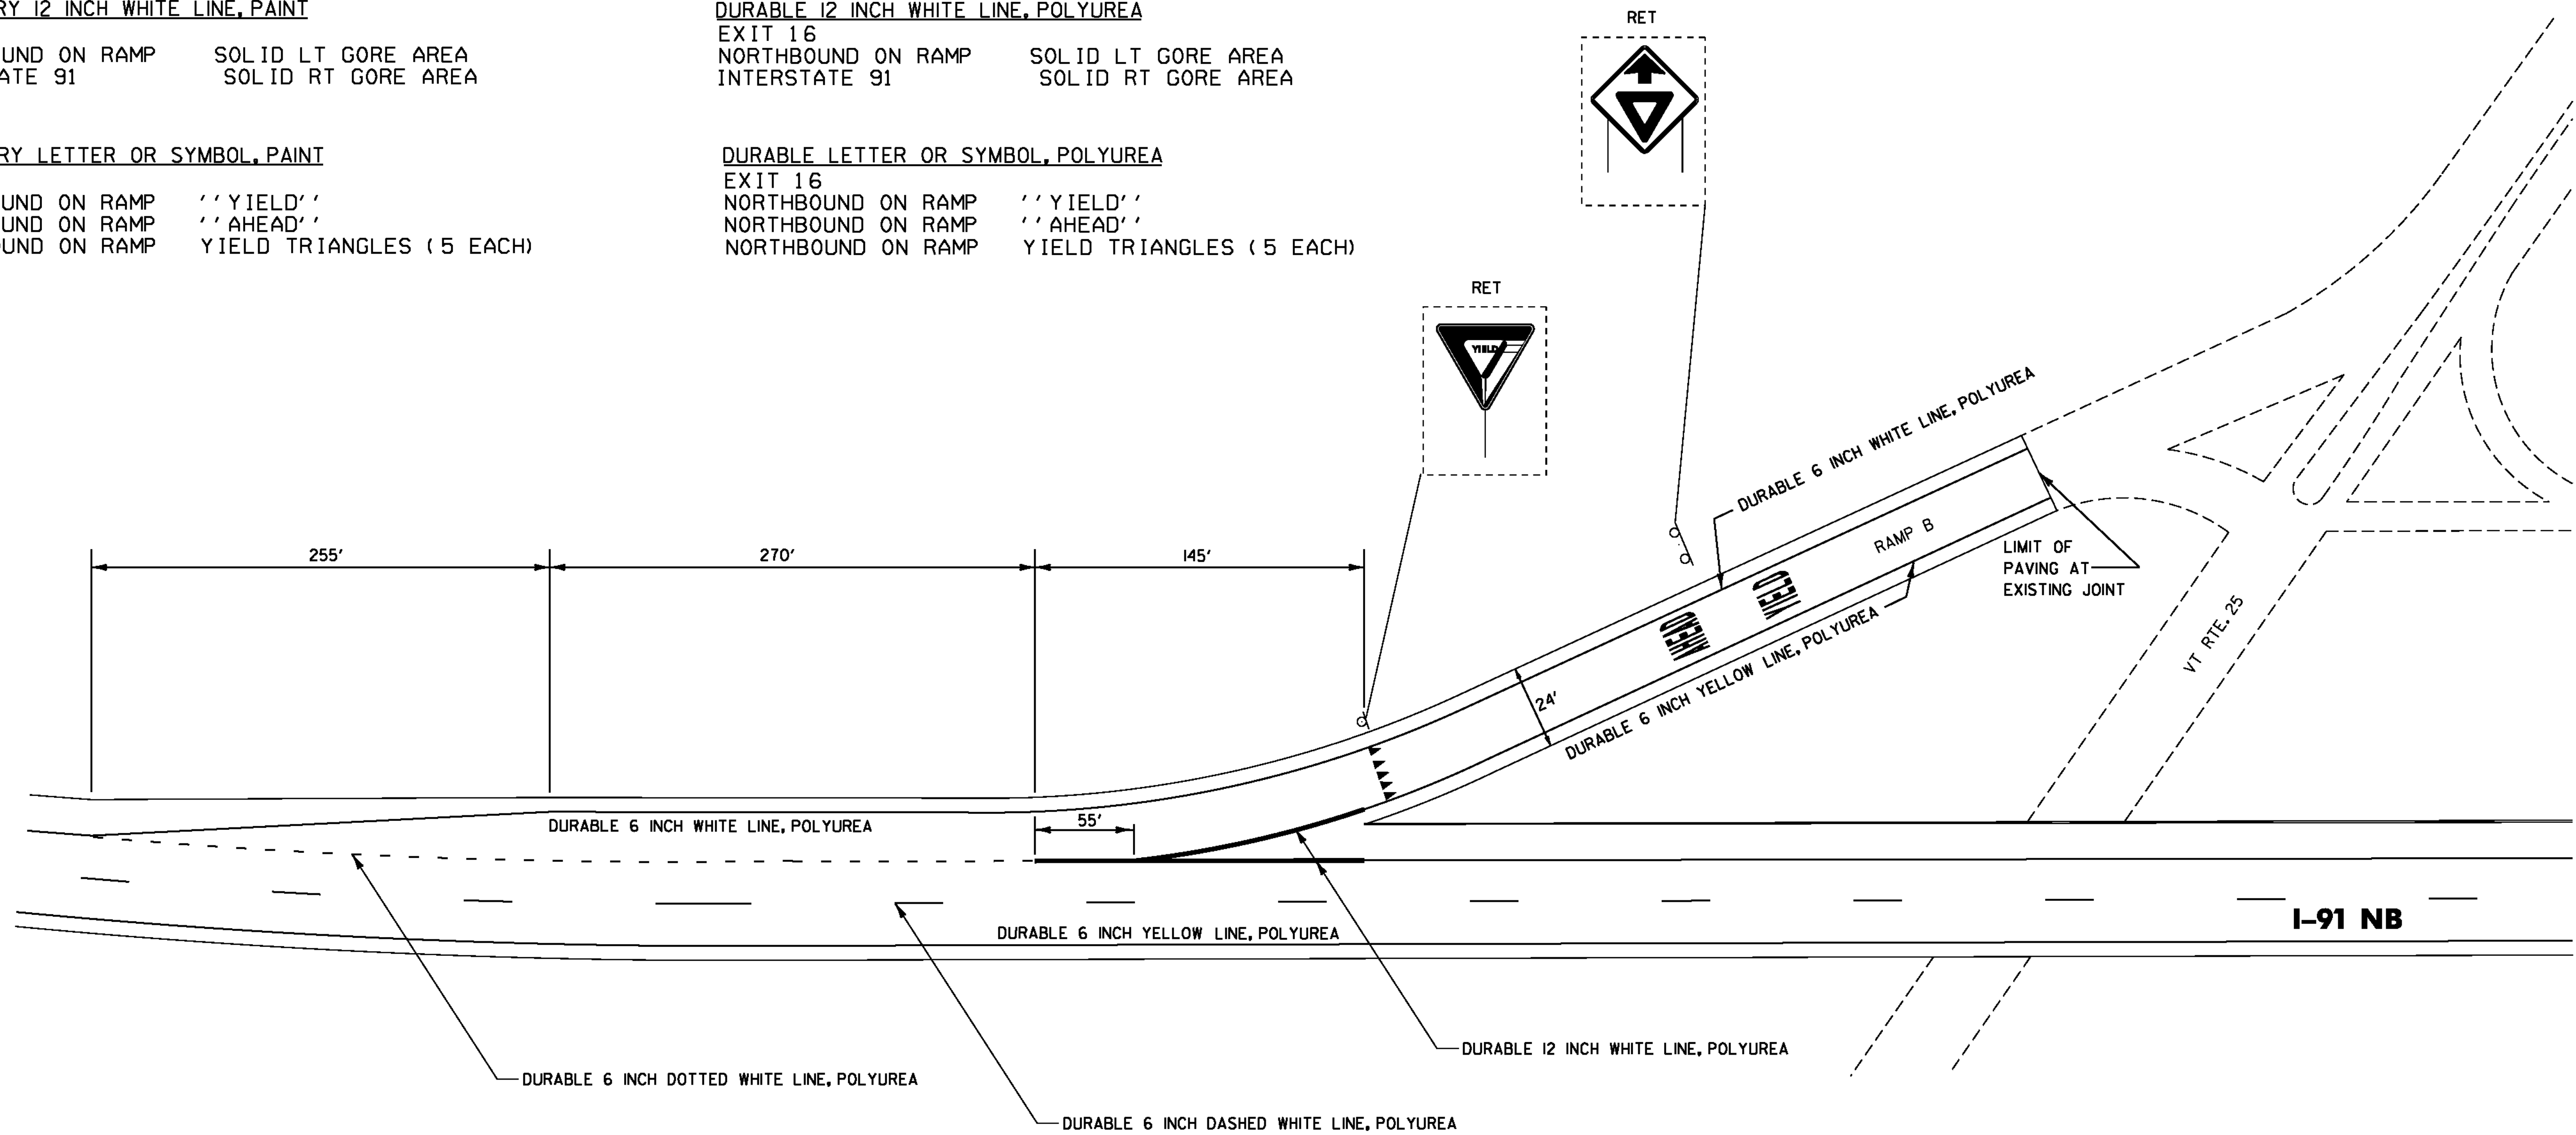 RY 12 INCH WHITE LINE, PAINT
UND ON RAMP SOLID LT GORE AREA
ATE 91 SOLID RT GORE AREA
RY LETTER OR SYMBOL, PAINT
UND ON RAMP ''YIELD''
UND ON RAMP ''AHEAD''
OUND ON RAMP YIELD TRIANGLES (5 EACH)
DURABLE 12 INCH WHITE LINE, POLYUREA
EXIT 16
NORTHBOUND ON RAMP SOLID LT GORE AREA
INTERSTATE 91 SOLID RT GORE AREA
DURABLE LETTER OR SYMBOL, POLYUREA
EXIT 16
NORTHBOUND ON RAMP ''YIELD''
NORTHBOUND ON RAMP ''AHEAD''
NORTHBOUND ON RAMP YIELD TRIANGLES (5 EACH)
RET
RET
YIELD
DURABLE 6 INCH WHITE LINE, POLYUREA
RAMP B
LIMIT OF
PAVING AT
EXISTING JOINT
255'
270'
145'
VT RTE. 25
24'
DURABLE 6 INCH YELLOW LINE, POLYUREA
DURABLE 6 INCH WHITE LINE, POLYUREA
55'
I-91 NB
DURABLE 6 INCH YELLOW LINE, POLYUREA
DURABLE 12 INCH WHITE LINE, POLYUREA
DURABLE 6 INCH DOTTED WHITE LINE, POLYUREA
DURABLE 6 INCH DASHED WHITE LINE, POLYUREA